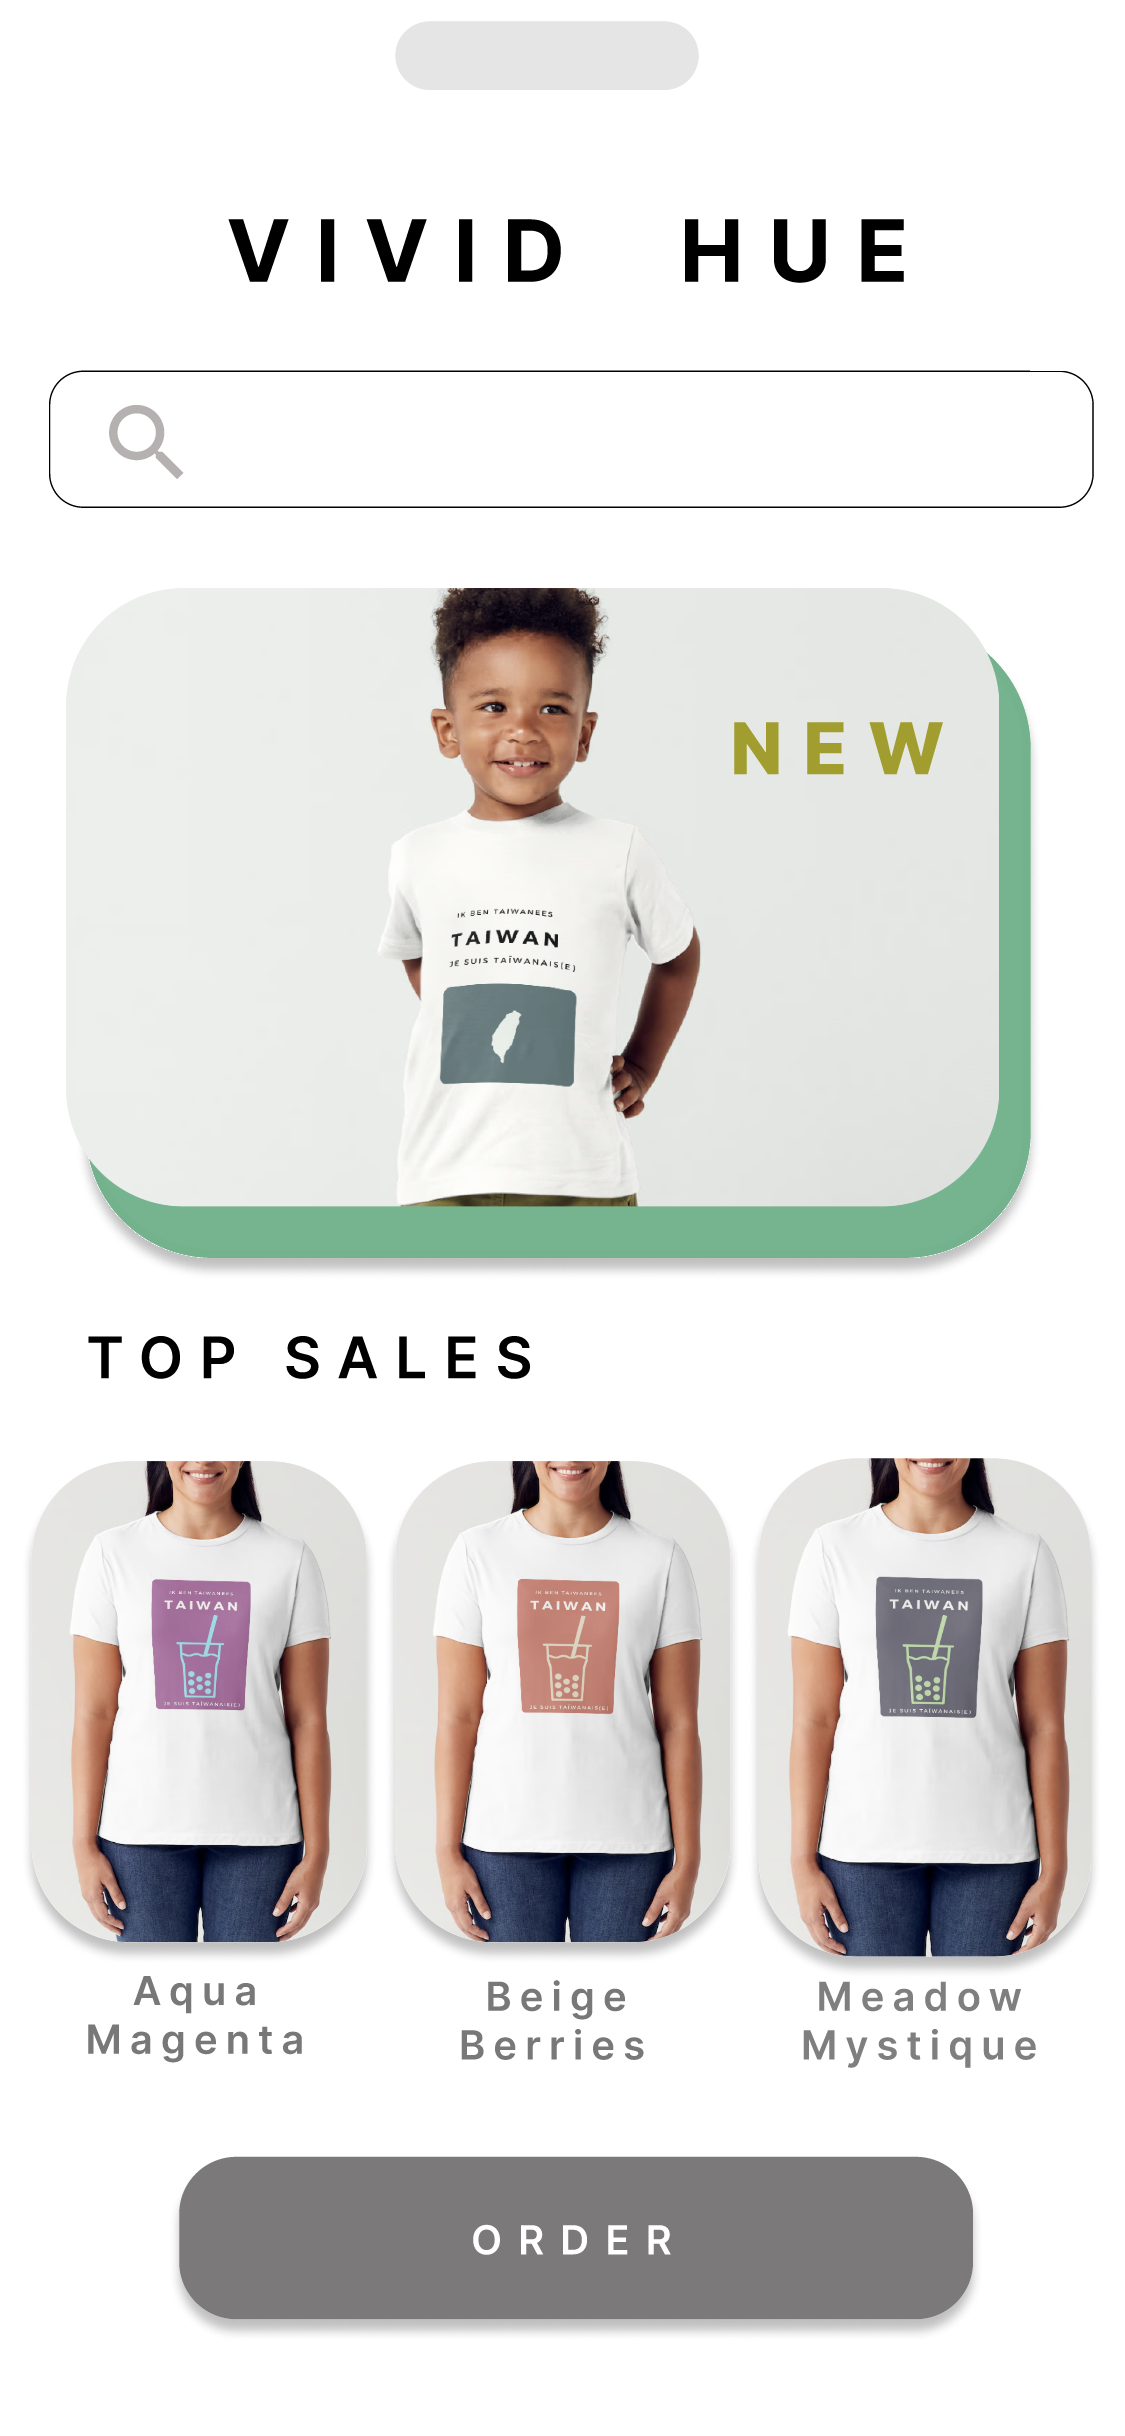 VIVID HUE
NEW
IK BEN TAIWANEES
TAIWAN
JE SUIS TAÏWANAIS(E)
TOP SALES
IK BEN TAIWANEES
TAIWAN
JE SUIS TAÏWANAIS(E)
IK BEN TAIWANEES
TAIWAN
JE SUIS TAÏWANAIS(E)
IK BEN TAIWANEES
TAIWAN
JE SUIS TAÏWANAIS(E)
Aqua
Magenta
Beige
Berries
Meadow
Mystique
ORDER